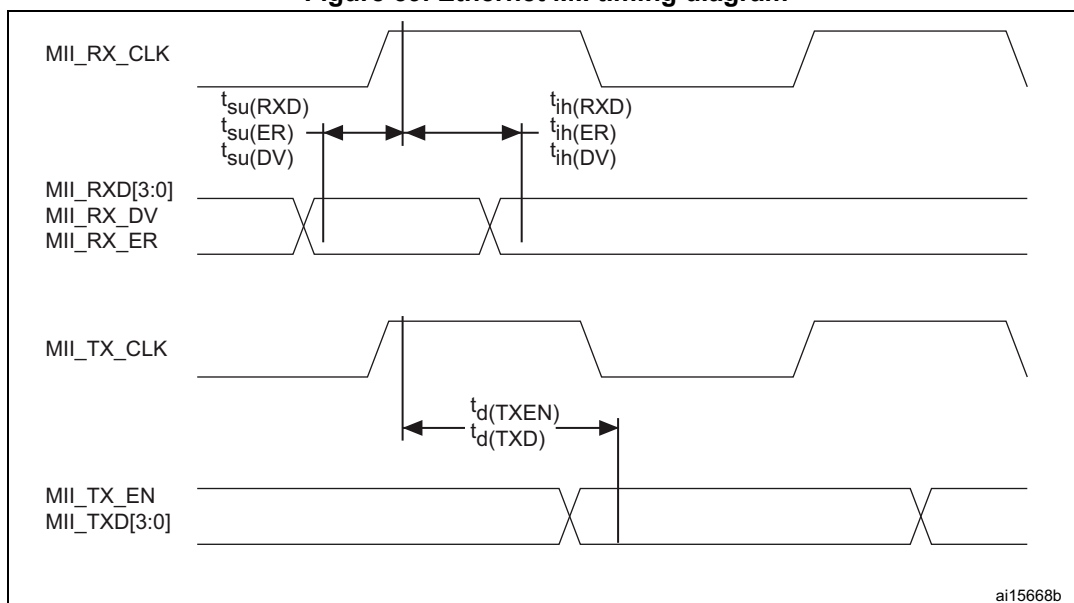 MII_RX_CLK
tsu(RXD)
tsu(ER)
tsu(DV)
tih(RXD)
tih(ER)
tih(DV)
MII_RXD[3:0]
MII_RX_DV
MII_RX_ER
MII_TX_CLK
td(TXEN)
td(TXD)
MII_TX_EN
MII_TXD[3:0]
ai15668b